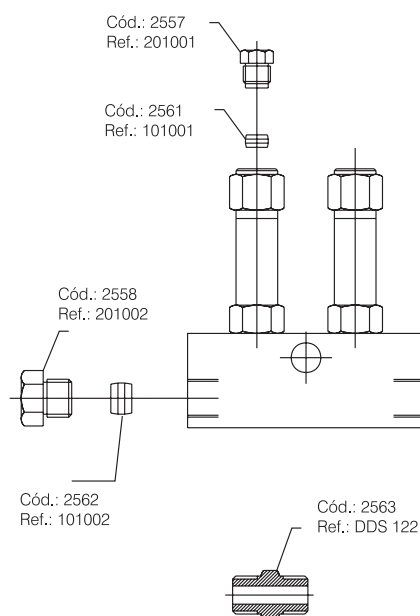 Cód.: 2557
Ref.: 201001
Cód.: 2561
Ref.: 101001
Cód.: 2558
Ref.: 201002
Cód.: 2562
Ref.: 101002
Cód.: 2563
Ref.: DDS 122